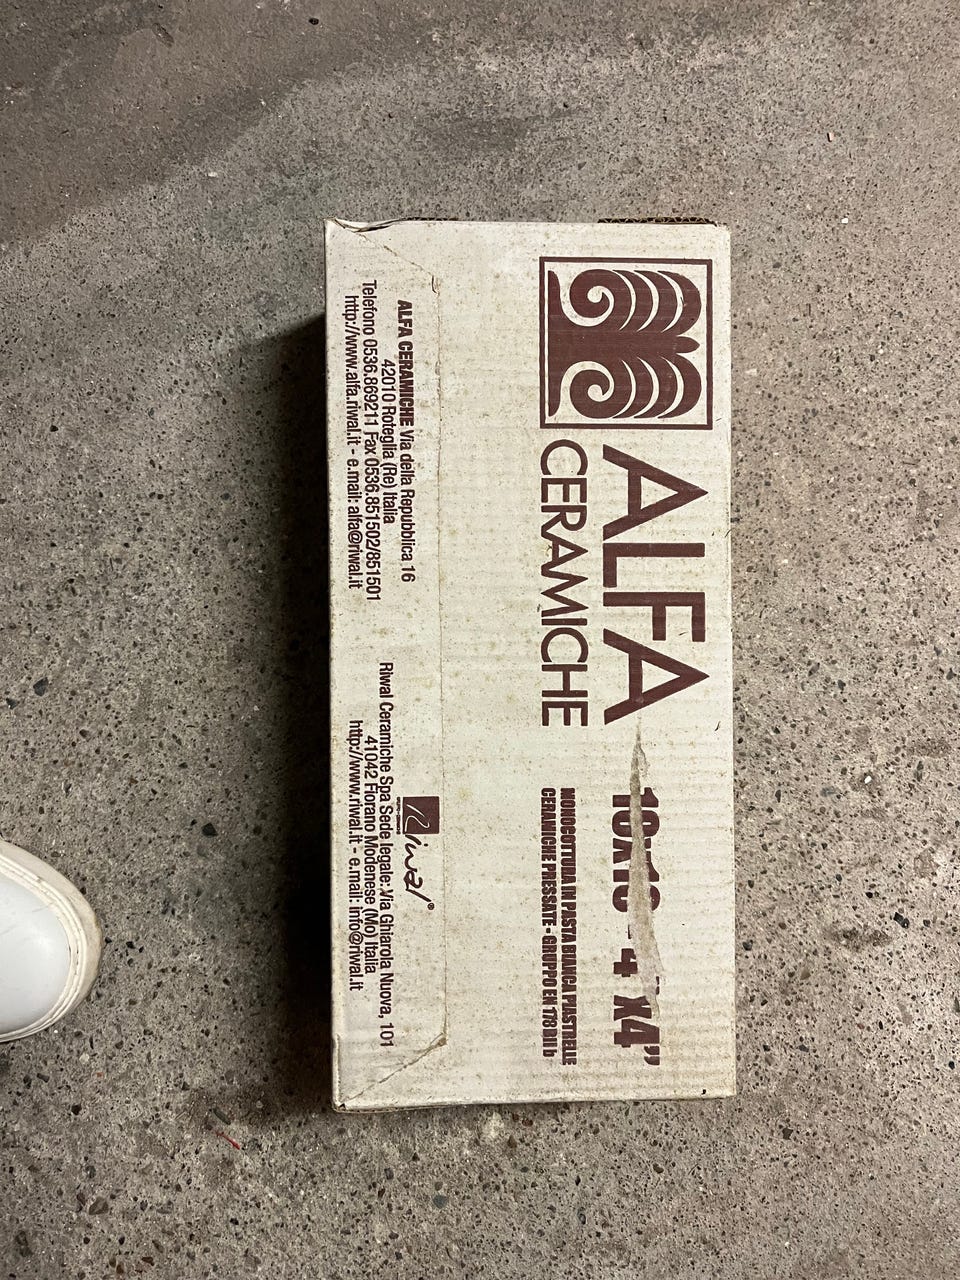 ALFA
CERAMICHE
10x10 - 4"x4"
MONOCOTTURA IN PASTA BIANCA PIASTRELLE
CERAMICHE PRESSATE - GRUPPO EN 178 BII b
ALFA CERAMICHE Via della Repubblica 16
42010 Roteglia (Re) Italia
Telefono 0536.869211 Fax 0536.851502/851501
http://www.alfa.riwal.it - e.mail: alfa@riwal.it
Riwal®
Riwal Ceramiche Spa Sede legale: Via Ghiarola Nuova, 101
41042 Fiorano Modenese (Mo) Italia
http://www.riwal.it - e.mail: info@riwal.it